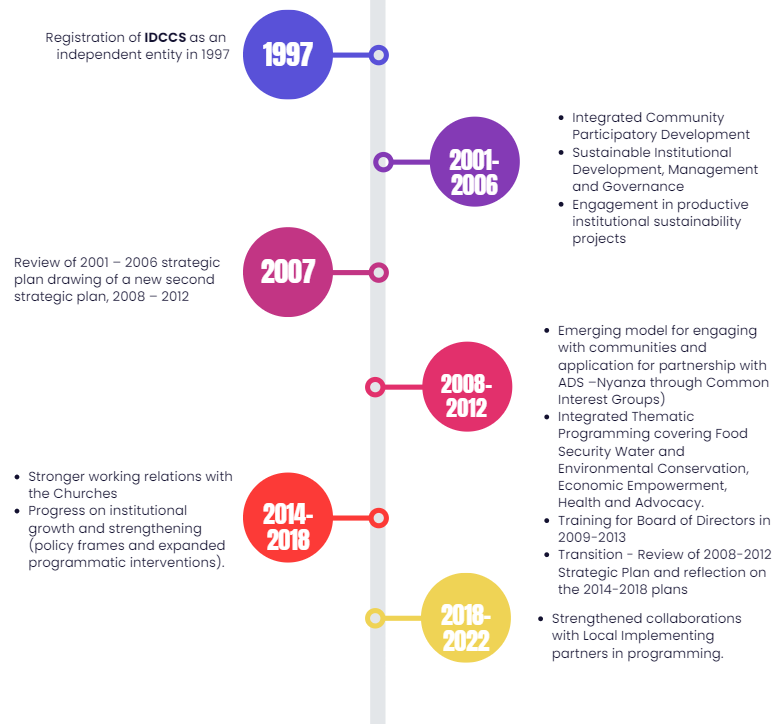 Registration of IDCCS as an
independent entity in 1997
1997
2001-
2006
• Integrated Community
Participatory Development
• Sustainable Institutional
Development, Management
and Governance
• Engagement in productive
institutional sustainability
projects
Review of 2001 – 2006 strategic
plan drawing of a new second
strategic plan, 2008 – 2012
2007
2008-
2012
• Emerging model for engaging
with communities and
application for partnership with
ADS –Nyanza through Common
Interest Groups)
• Integrated Thematic
Programming covering Food
Security Water and
Environmental Conservation,
Economic Empowerment,
Health and Advocacy.
• Training for Board of Directors in
2009-2013
• Transition - Review of 2008-2012
Strategic Plan and reflection on
the 2014-2018 plans
• Stronger working relations with
the Churches
• Progress on institutional
growth and strengthening
(policy frames and expanded
programmatic interventions).
2014-
2018
2018-
2022
• Strengthened collaborations
with Local Implementing
partners in programming.